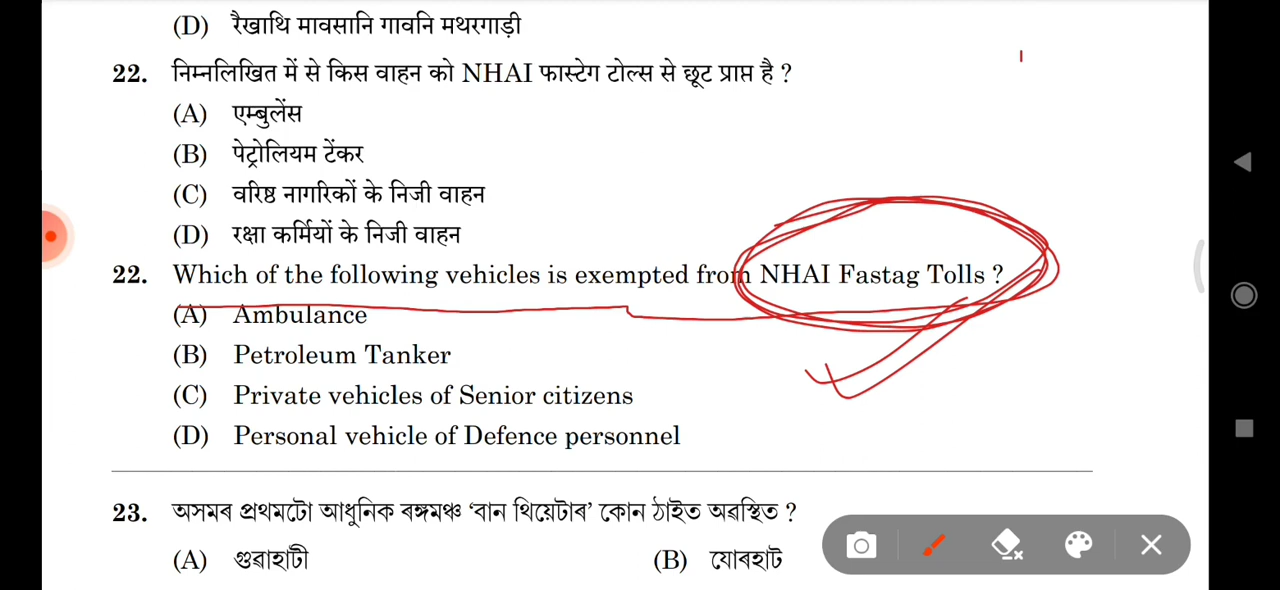 (D) रैखाथि मावसानि गावनि मथरगाड़ी
22. निम्नलिखित में से किस वाहन को NHAI फास्टेग टोल्स से छूट प्राप्त है ?
(A) एम्बुलेंस
(B) पेट्रोलियम टेंकर
(C) वरिष्ठ नागरिकों के निजी वाहन
(D) रक्षा कर्मियों के निजी वाहन
22. Which of the following vehicles is exempted from NHAI Fastag Tolls ?
(A) Ambulance
(B) Petroleum Tanker
(C) Private vehicles of Senior citizens
(D) Personal vehicle of Defence personnel
23. অসমৰ প্ৰথমটো আধুনিক ৰঙ্গমঞ্চ ‘বান থিয়েটাৰ’ কোন ঠাইত অৱস্থিত ?
(A) গুৱাহাটী (B) যোৰহাট